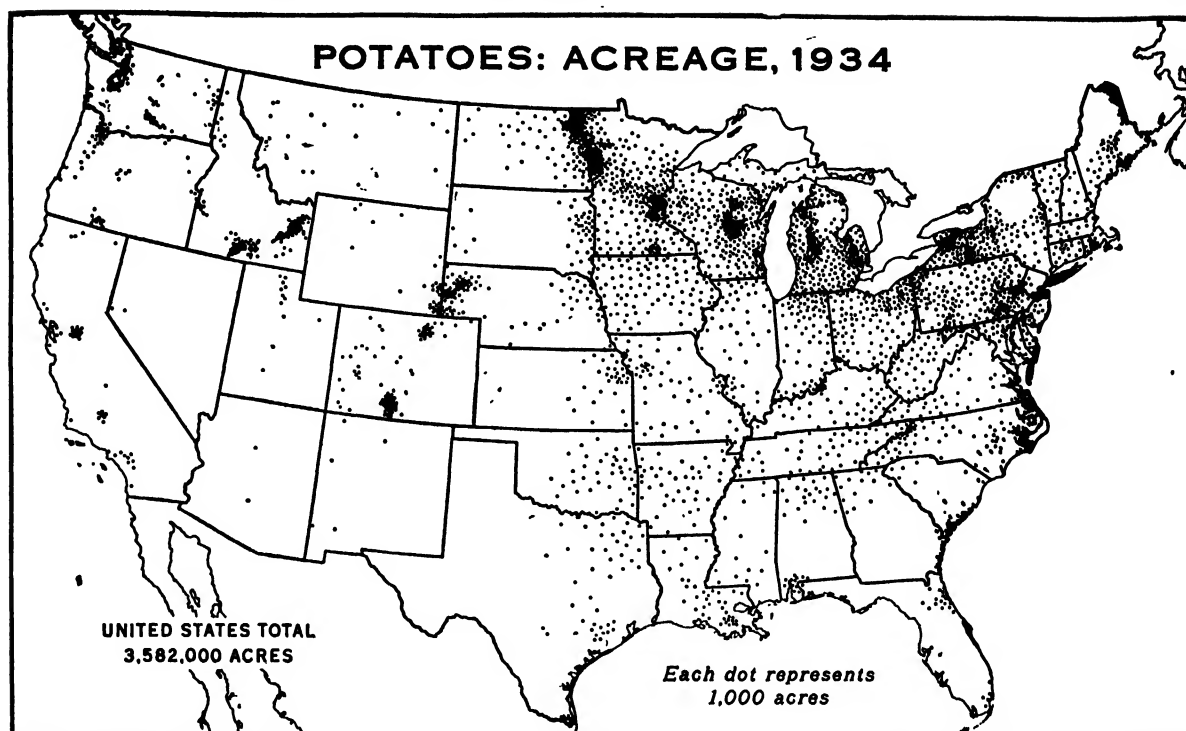 POTATOES: ACREAGE, 1934
UNITED STATES TOTAL
3,582,000 ACRES
Each dot represents
1,000 acres